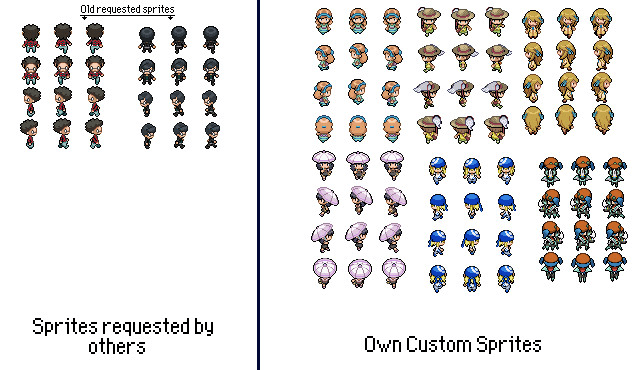 Old requested sprites
Sprites requested by
others
Own Custom Sprites